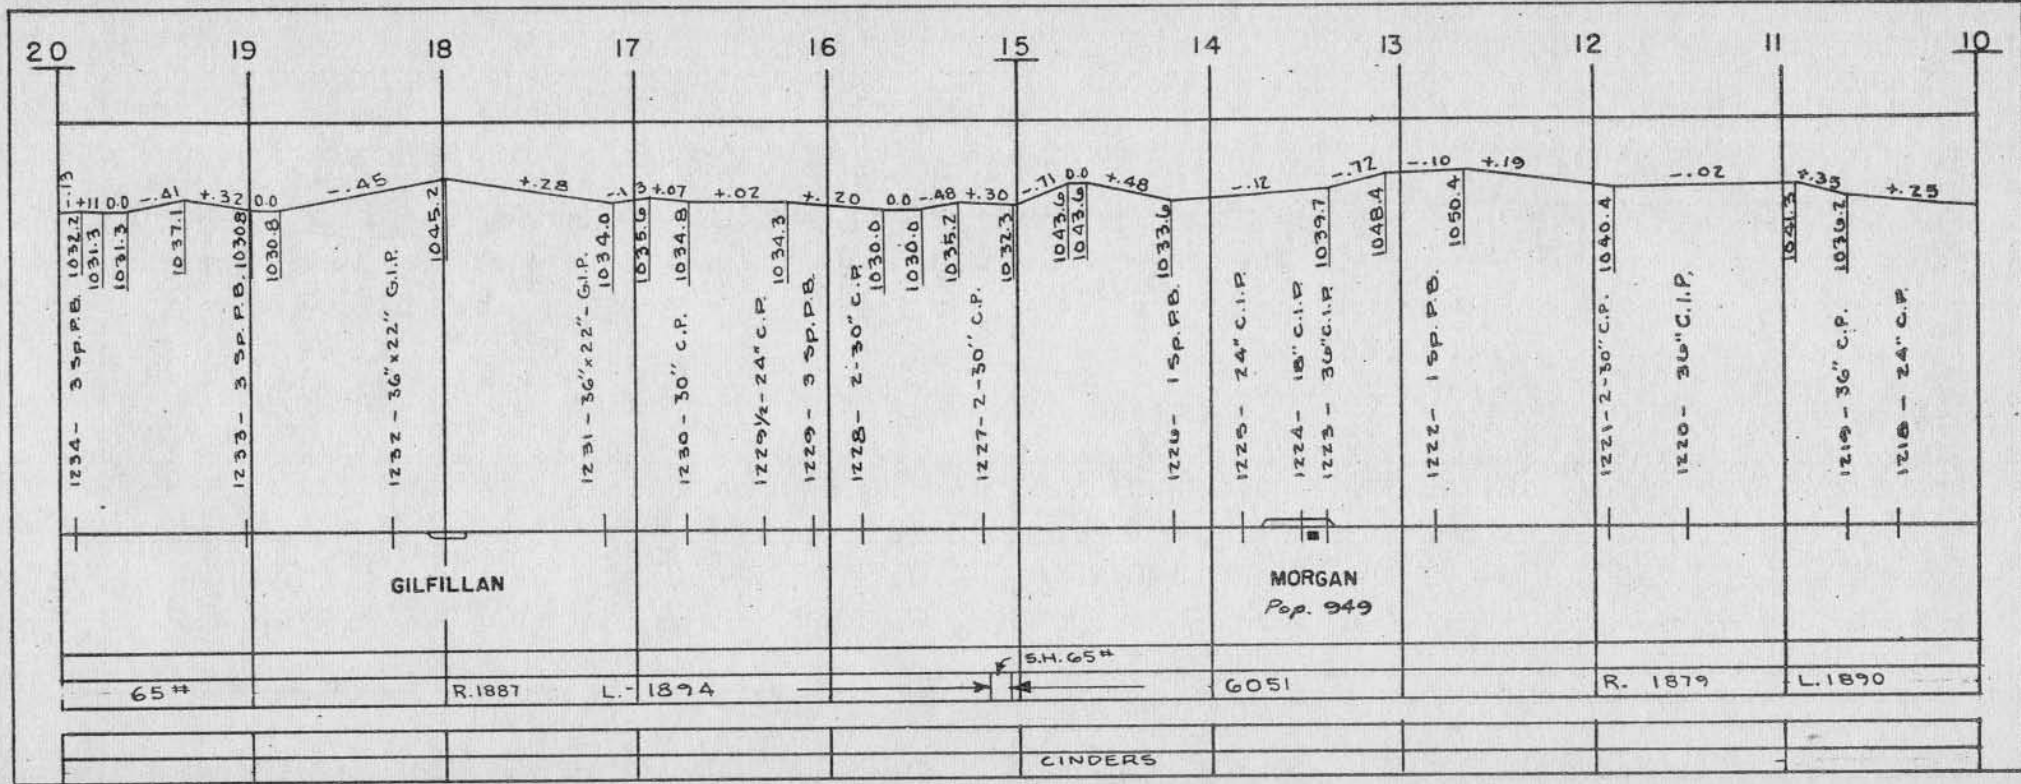 20 19 18 17 16 15 14 13 12 11 10
-.13 +11 0.0 -.41 +.32 0.0 -.45 +.28 -.13 +.07 +.02 +.20 0.0 -.48 +.30 -.71 0.0 +.48 -.12 -.72 -.10 +.19 -.02 +.35 +.25
1032.2 1031.3 1031.3 1037.1 1030.8 1030.8 1045.2 1034.0 1035.6 1034.8 1034.3 1030.0 1030.0 1035.2 1032.3 1043.6 1043.6 1033.6 1039.7 1048.4 1050.4 1040.4 1041.3 1036.2
1234 - 3 Sp. P.B.
1233 - 3 Sp. P.B.
1232 - 36" x 22" G.I.P.
1231 - 36" x 22" - G.I.P.
1230 - 30" C.P.
1229½ - 24" C.P.
1229 - 3 Sp. P.B.
1228 - 2 - 30" C.P.
1227 - 2 - 30" C.P.
1226 - 1 Sp. P.B.
1225 - 24" C.I.P.
1224 - 18" C.I.P.
1223 - 36" C.I.P.
1222 - 1 Sp. P.B.
1221 - 2 - 30" C.P.
1220 - 36" C.I.P.
1219 - 36" C.P.
1218 - 24" C.P.
GILFILLAN
MORGAN
Pop. 949
S.H. 65#
65# R. 1887 L. - 1894 6051 R. 1879 L. 1890
CINDERS